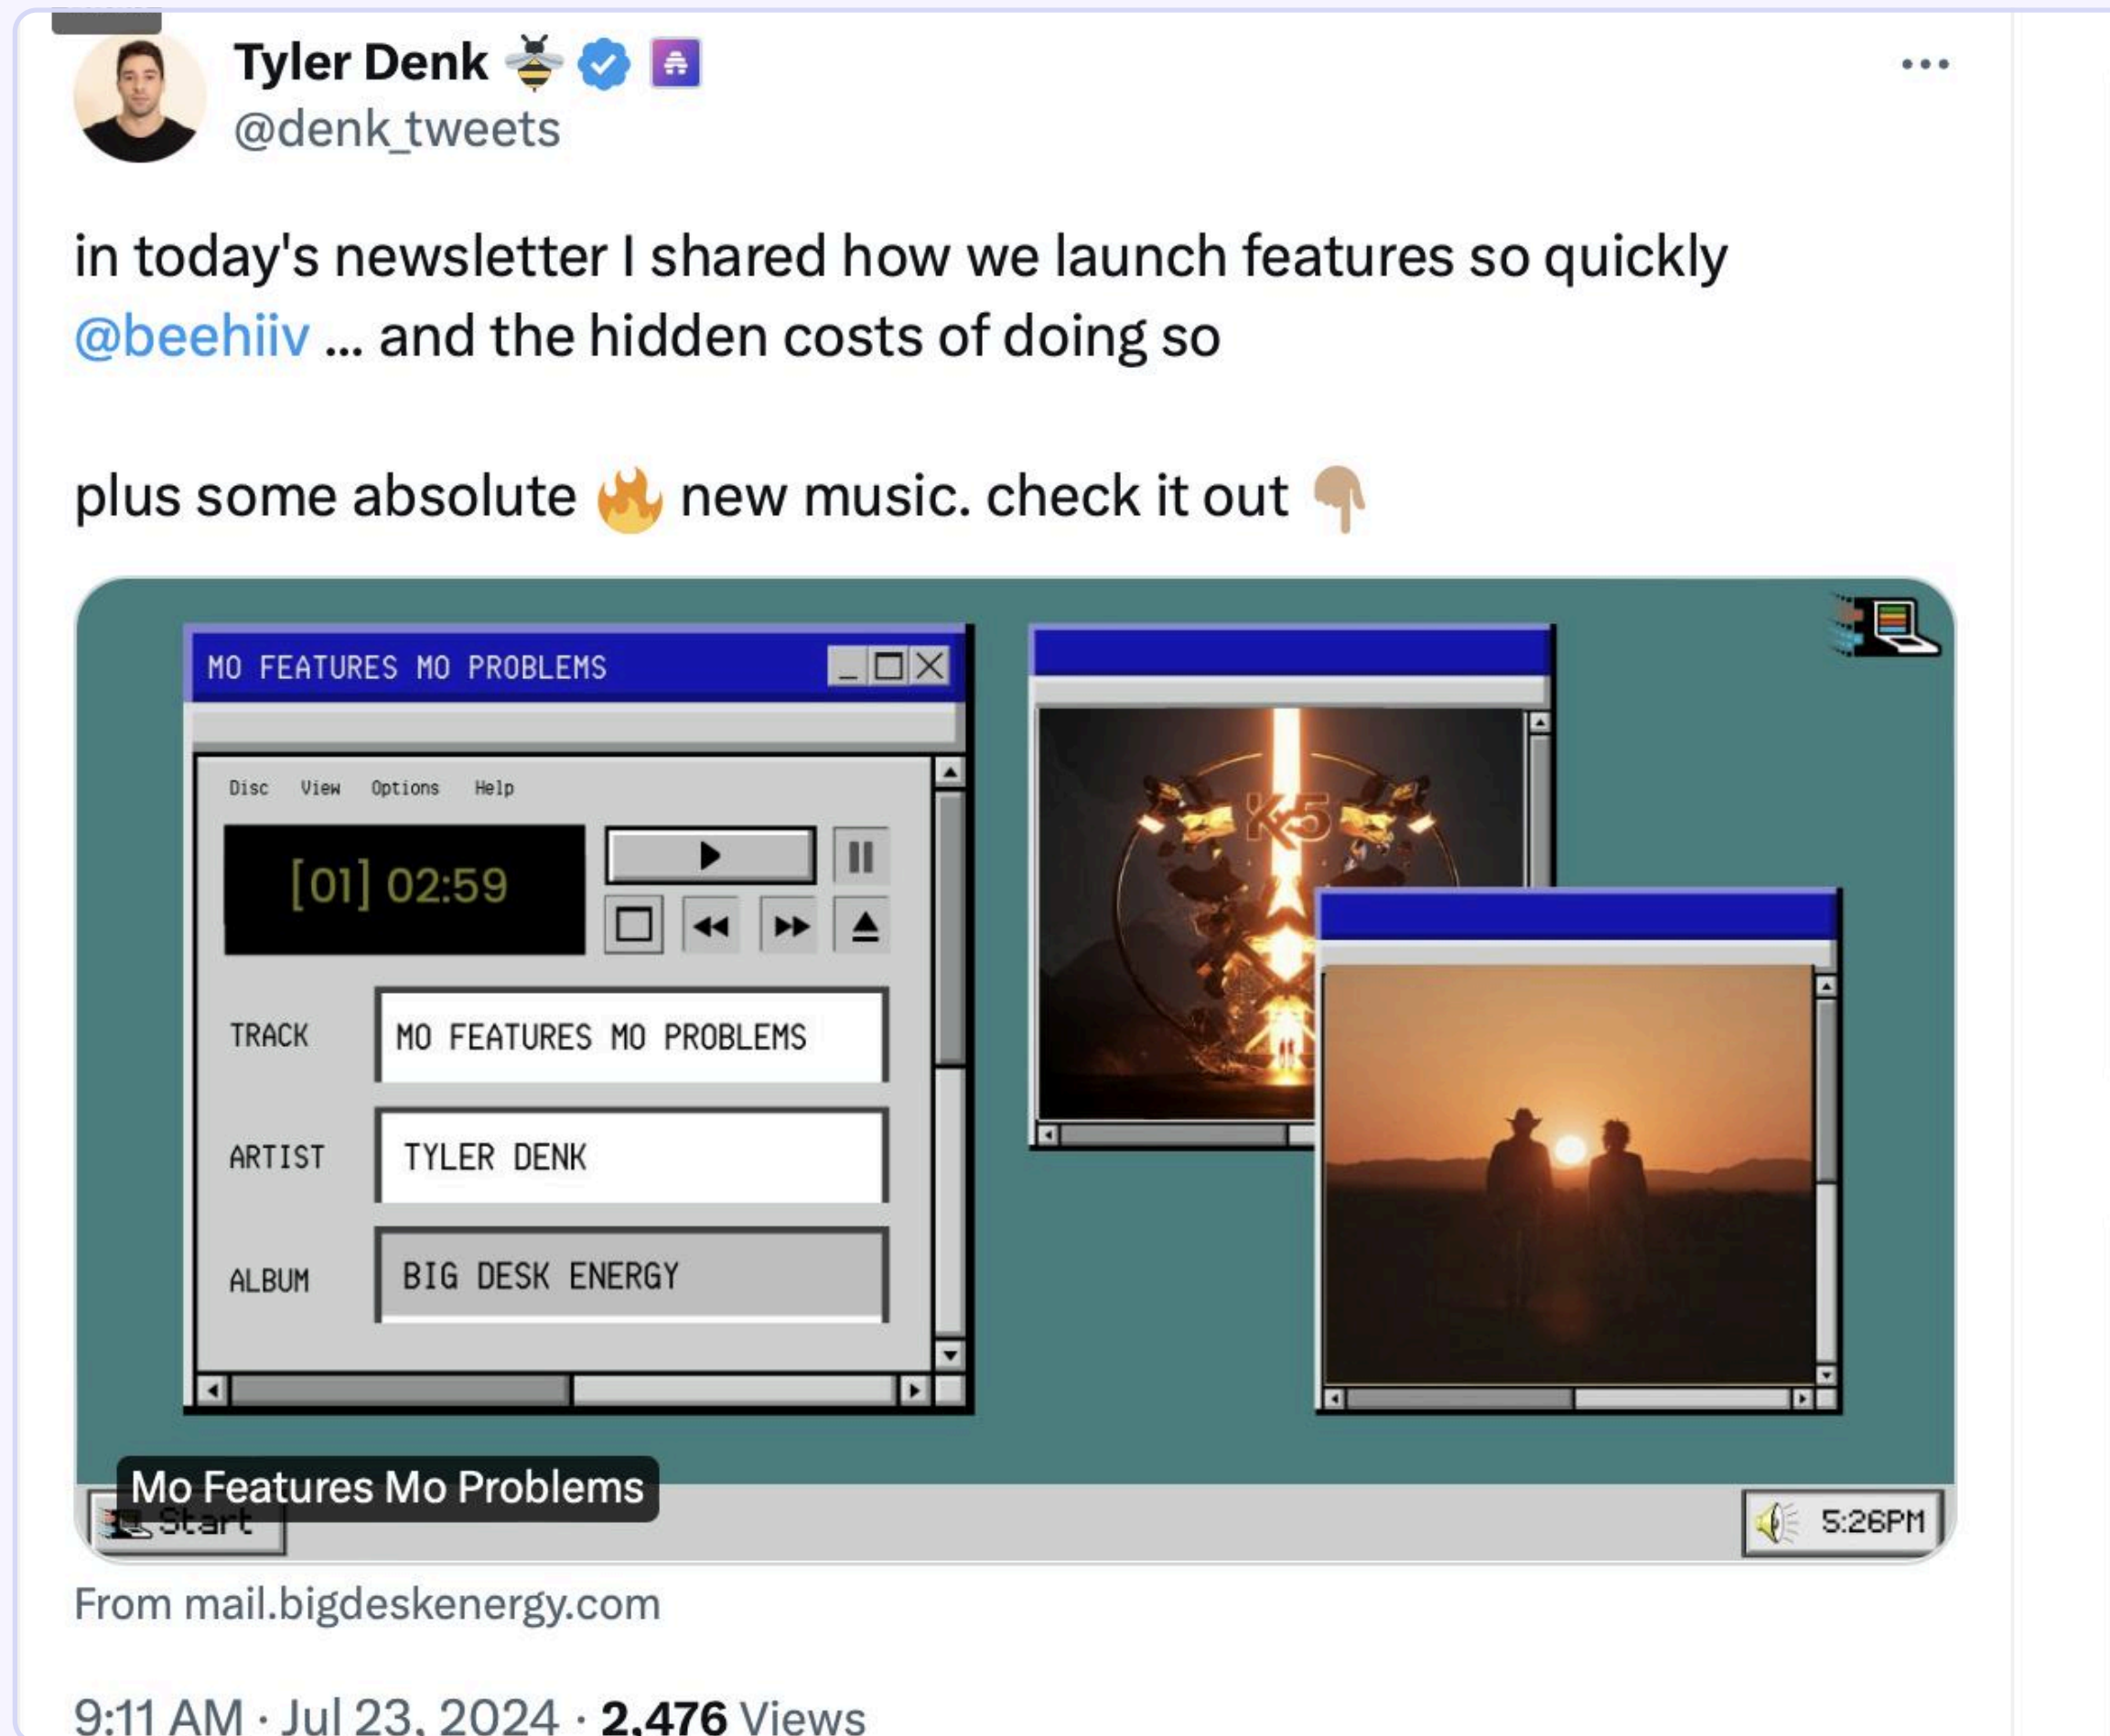 Tyler Denk 🐝
@denk_tweets
in today's newsletter I shared how we launch features so quickly
@beehiiv ... and the hidden costs of doing so
plus some absolute 🔥 new music. check it out 👇🏽
MO FEATURES MO PROBLEMS
Disc View Options Help
[01] 02:59
TRACK MO FEATURES MO PROBLEMS
ARTIST TYLER DENK
ALBUM BIG DESK ENERGY
K5
Mo Features Mo Problems
Start
5:26PM
From mail.bigdeskenergy.com
9:11 AM · Jul 23, 2024 · 2,476 Views